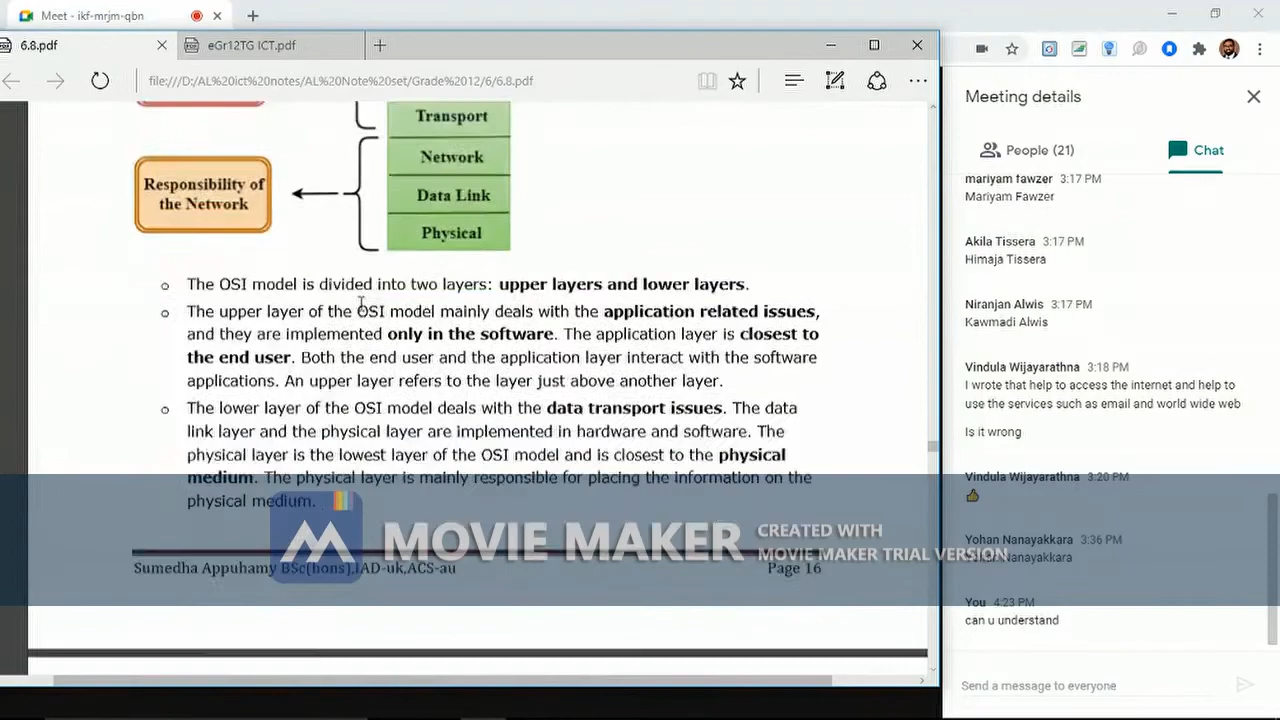 Meet - ikf-mrjm-qbn
6.8.pdf
eGr12TG ICT.pdf
file:///D:/AL%20ict%20notes/AL%20Note%20set/Grade%2012/6/6.8.pdf
Transport
Network
Data Link
Physical
Responsibility of
the Network
The OSI model is divided into two layers: upper layers and lower layers.
The upper layer of the OSI model mainly deals with the application related issues,
and they are implemented only in the software. The application layer is closest to
the end user. Both the end user and the application layer interact with the software
applications. An upper layer refers to the layer just above another layer.
The lower layer of the OSI model deals with the data transport issues. The data
link layer and the physical layer are implemented in hardware and software. The
physical layer is the lowest layer of the OSI model and is closest to the physical
medium. The physical layer is mainly responsible for placing the information on the
physical medium.
MOVIE MAKER
CREATED WITH
MOVIE MAKER TRIAL VERSION
Sumedha Appuhamy BSc(hons),IAD-uk,ACS-au
Page 16
Meeting details
People (21)
Chat
mariyam fawzer 3:17 PM
Mariyam Fawzer
Akila Tissera 3:17 PM
Himaja Tissera
Niranjan Alwis 3:17 PM
Kawmadi Alwis
Vindula Wijayarathna 3:18 PM
I wrote that help to access the internet and help to
use the services such as email and world wide web
Is it wrong
Vindula Wijayarathna 3:20 PM
Yohan Nanayakkara 3:36 PM
Nanayakkara
You 4:23 PM
can u understand
Send a message to everyone